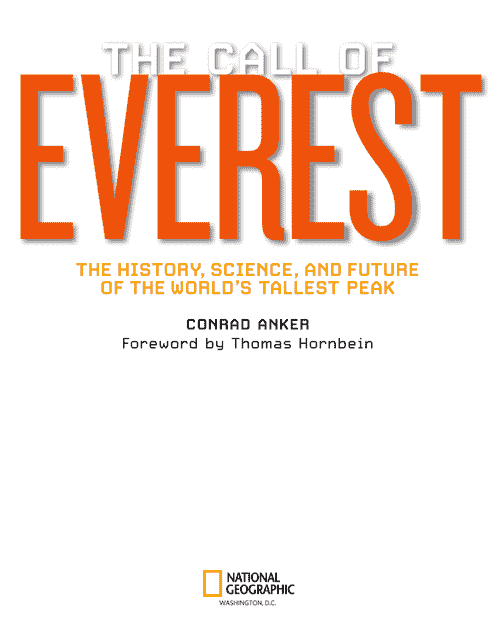 THE CALL OF
EVEREST
THE HISTORY, SCIENCE, AND FUTURE
OF THE WORLD'S TALLEST PEAK
CONRAD ANKER
Foreword by Thomas Hornbein
NATIONAL
GEOGRAPHIC
WASHINGTON, D.C.